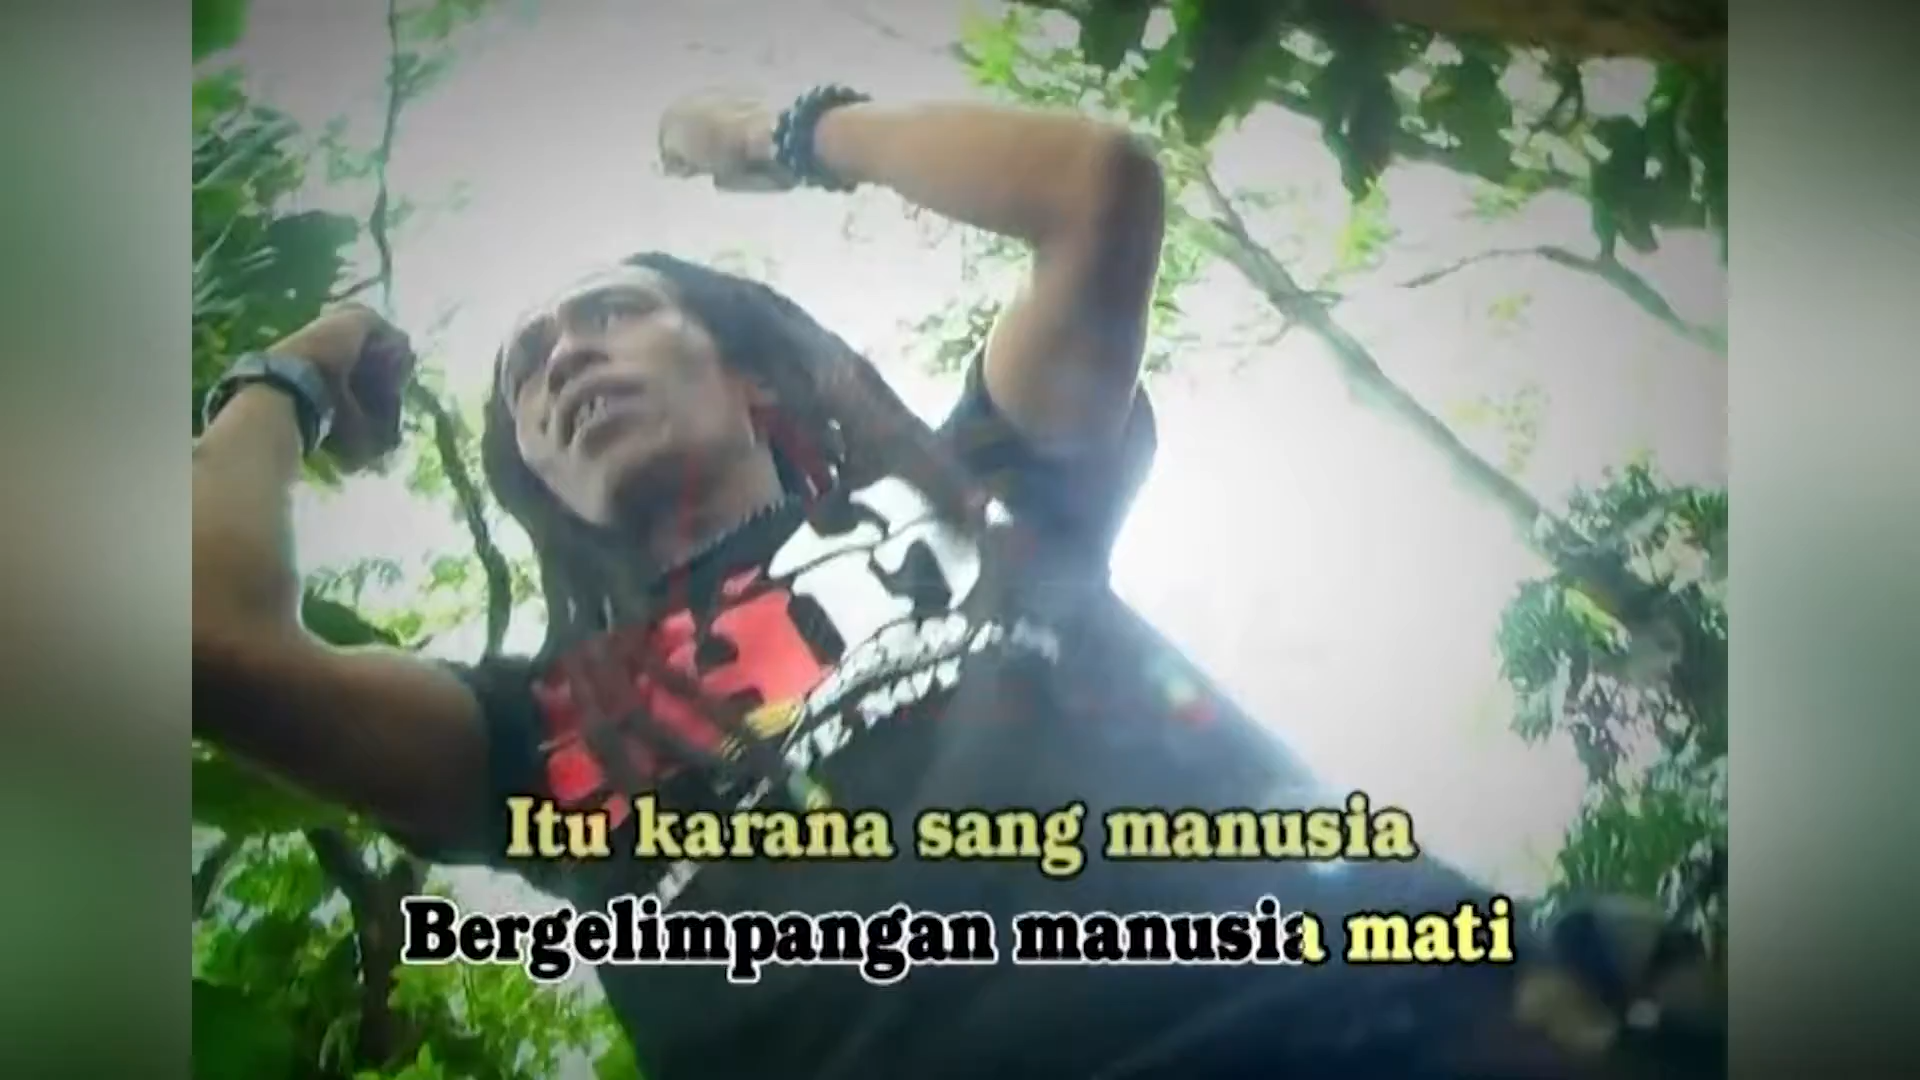 Itu karana sang manusia
Bergelimpangan manusia mati